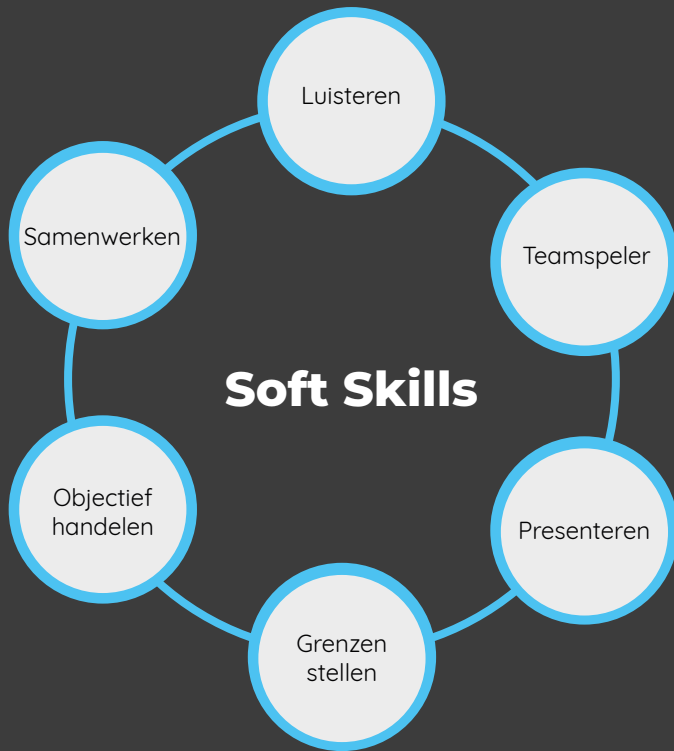 Luisteren
Samenwerken
Teamspeler
Soft Skills
Objectief
handelen
Presenteren
Grenzen
stellen